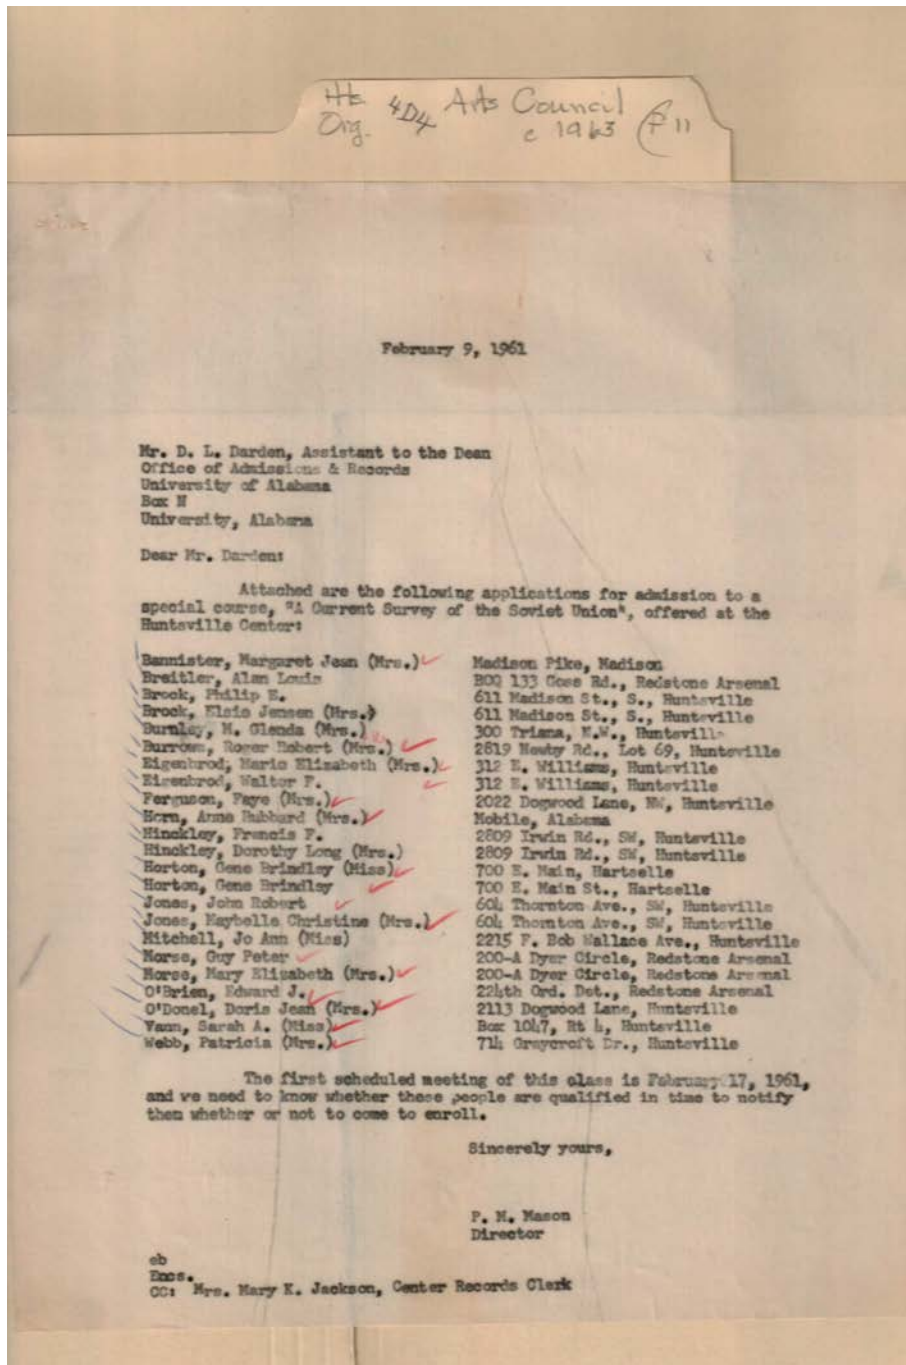 Hts 4D4 Arts Council
Org. c 1963 F 11
February 9, 1961
Mr. D. L. Darden, Assistant to the Dean
Office of Admissions & Records
University of Alabama
Box N
University, Alabama
Dear Mr. Darden:
Attached are the following applications for admission to a
special course, "A Current Survey of the Soviet Union", offered at the
Huntsville Center:
Bannister, Margaret Jean (Mrs.) Madison Pike, Madison
Breitler, Alan Louis BOQ 133 Goss Rd., Redstone Arsenal
Brock, Philip E. 611 Madison St., S., Huntsville
Brock, Elsie Jensen (Mrs.) 611 Madison St., S., Huntsville
Burnley, M. Glenda (Mrs.) 300 Triana, N.W., Huntsville
Burrows, Roger Robert (Mrs.) 2819 Newby Rd., Lot 69, Huntsville
Eigenbrod, Marie Elizabeth (Mrs.) 312 E. Williams, Huntsville
Eigenbrod, Walter F. 312 E. Williams, Huntsville
Ferguson, Faye (Mrs.) 2022 Dogwood Lane, NW, Huntsville
Horn, Anne Hubbard (Mrs.) Mobile, Alabama
Hinckley, Francis F. 2809 Irwin Rd., SW, Huntsville
Hinckley, Dorothy Long (Mrs.) 2809 Irwin Rd., SW, Huntsville
Horton, Gene Brindley (Miss) 700 E. Main, Hartselle
Horton, Gene Brindley 700 E. Main St., Hartselle
Jones, John Robert 604 Thornton Ave., SW, Huntsville
Jones, Maybelle Christine (Mrs.) 604 Thornton Ave., SW, Huntsville
Mitchell, Jo Ann (Miss) 2215 F. Bob Wallace Ave., Huntsville
Morse, Guy Peter 200-A Dyer Circle, Redstone Arsenal
Morse, Mary Elizabeth (Mrs.) 200-A Dyer Circle, Redstone Arsenal
O'Brien, Edward J. 224th Ord. Det., Redstone Arsenal
O'Donel, Doris Jean (Mrs.) 2113 Dogwood Lane, Huntsville
Vann, Sarah A. (Miss) Box 1047, Rt 4, Huntsville
Webb, Patricia (Mrs.) 714 Graycroft Dr., Huntsville
The first scheduled meeting of this class is February 17, 1961,
and we need to know whether these people are qualified in time to notify
them whether or not to come to enroll.
Sincerely yours,
P. M. Mason
Director
eb
Encs.
CC: Mrs. Mary K. Jackson, Center Records Clerk